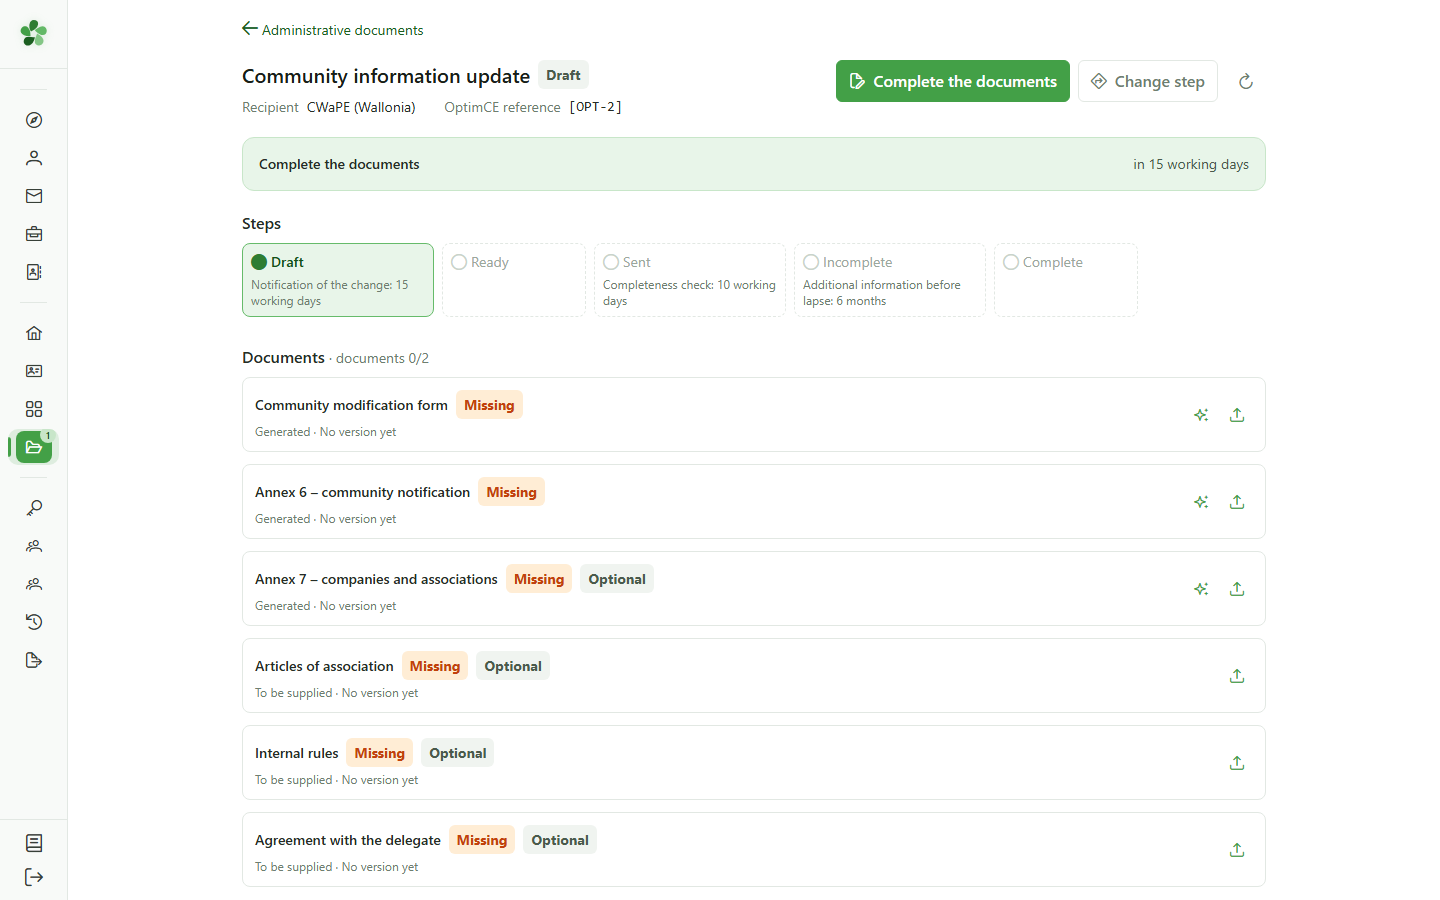 Administrative documents
Community information update Draft
Complete the documents
Change step
Recipient CWaPE (Wallonia) OptimCE reference [OPT-2]
Complete the documents in 15 working days
Steps
Draft
Notification of the change: 15
working days
Ready
Sent
Completeness check: 10 working
days
Incomplete
Additional information before
lapse: 6 months
Complete
Documents · documents 0/2
Community modification form Missing
Generated · No version yet
1
Annex 6 – community notification Missing
Generated · No version yet
Annex 7 – companies and associations Missing Optional
Generated · No version yet
Articles of association Missing Optional
To be supplied · No version yet
Internal rules Missing Optional
To be supplied · No version yet
Agreement with the delegate Missing Optional
To be supplied · No version yet